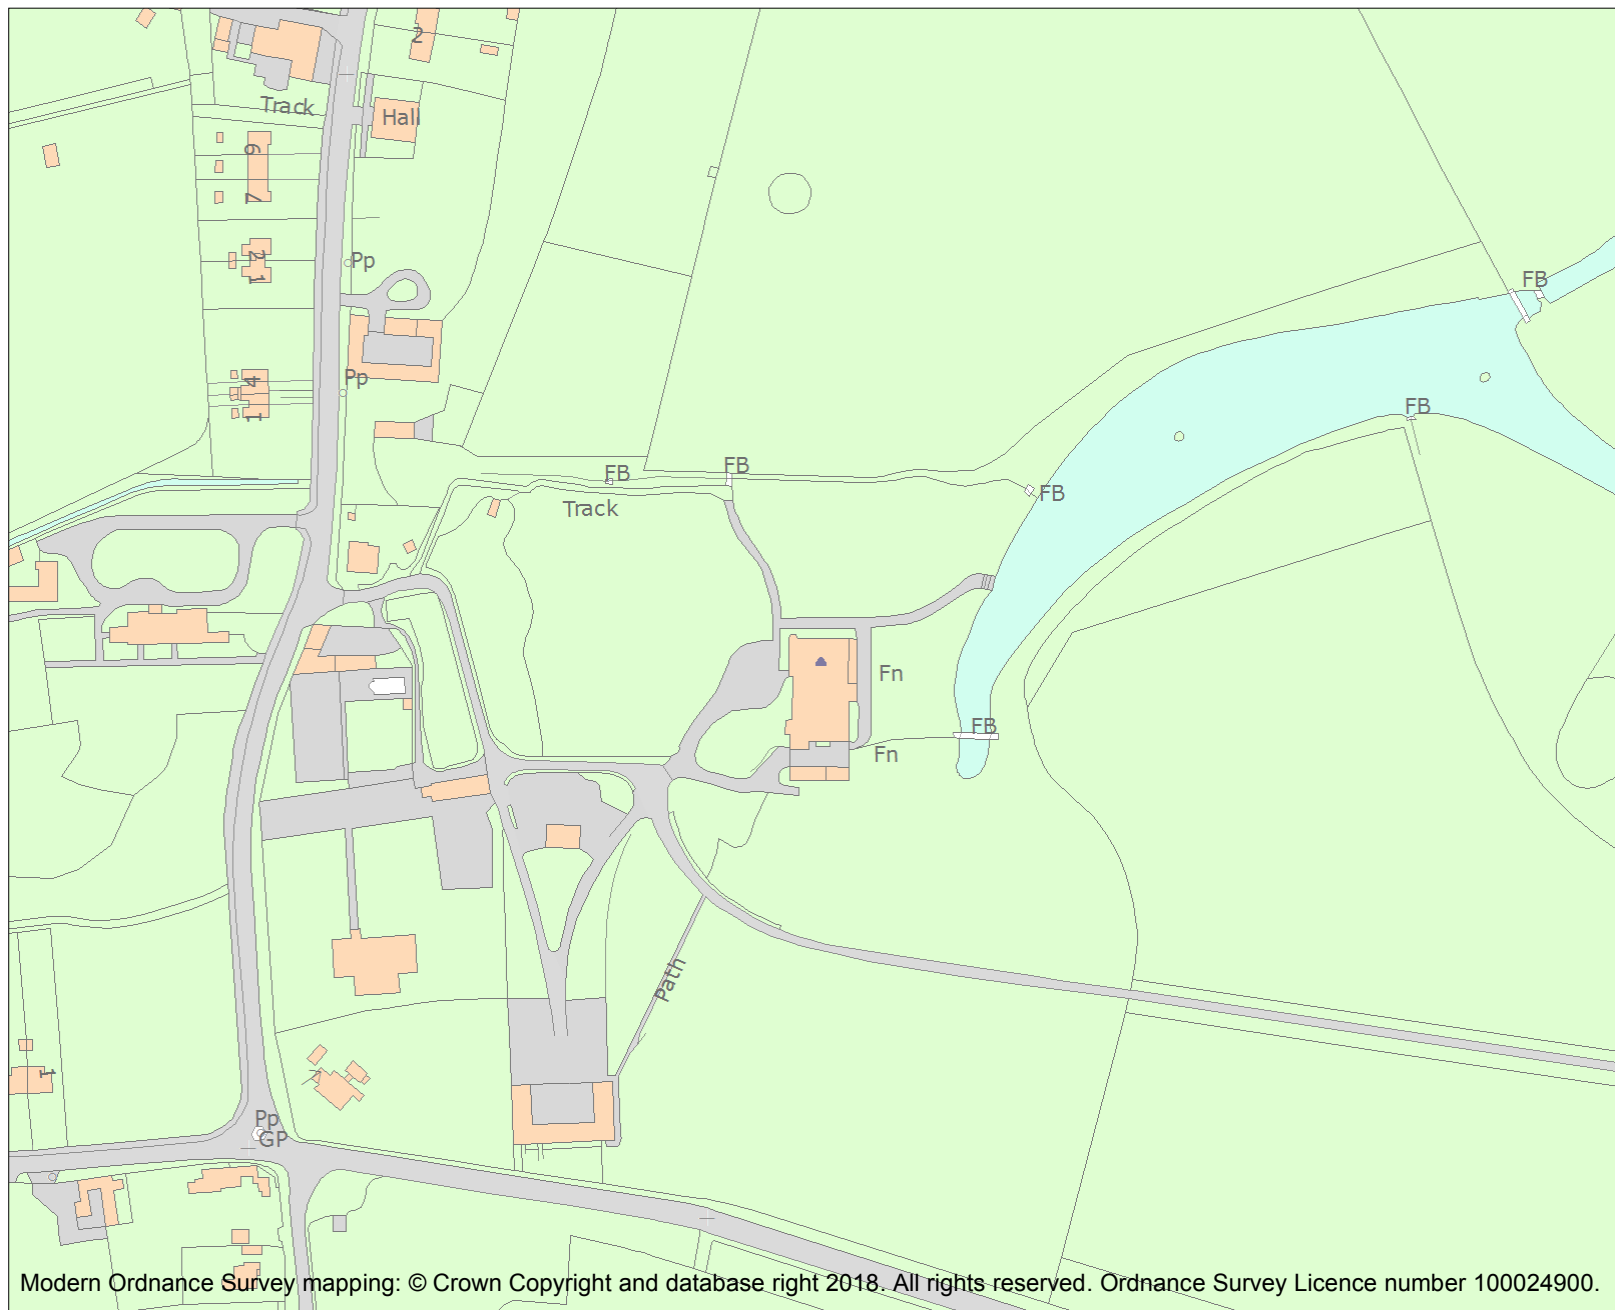 2
Track
Hall
6
7
2
1
Pp
FB
4
1
Pp
FB
FB
FB
FB
Track
Fn
FB
Fn
Path
1
Pp
GP
Modern Ordnance Survey mapping: © Crown Copyright and database right 2018. All rights reserved. Ordnance Survey Licence number 100024900.